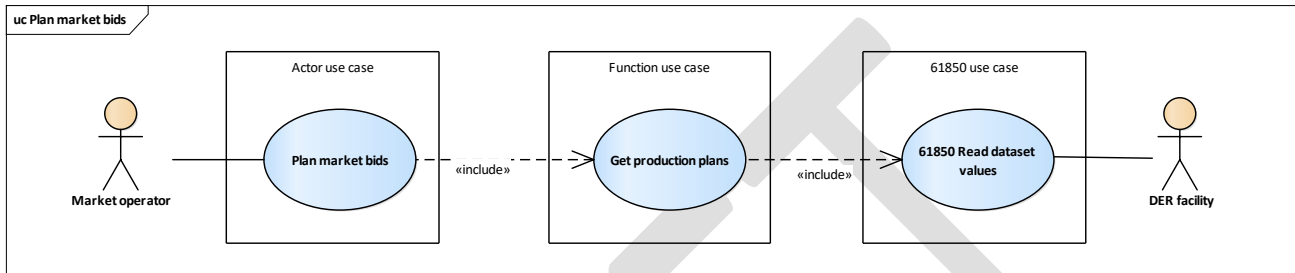 uc Plan market bids
Actor use case
Function use case
61850 use case
Plan market bids
«include»
Get production plans
«include»
61850 Read dataset
values
Market operator
DER facility